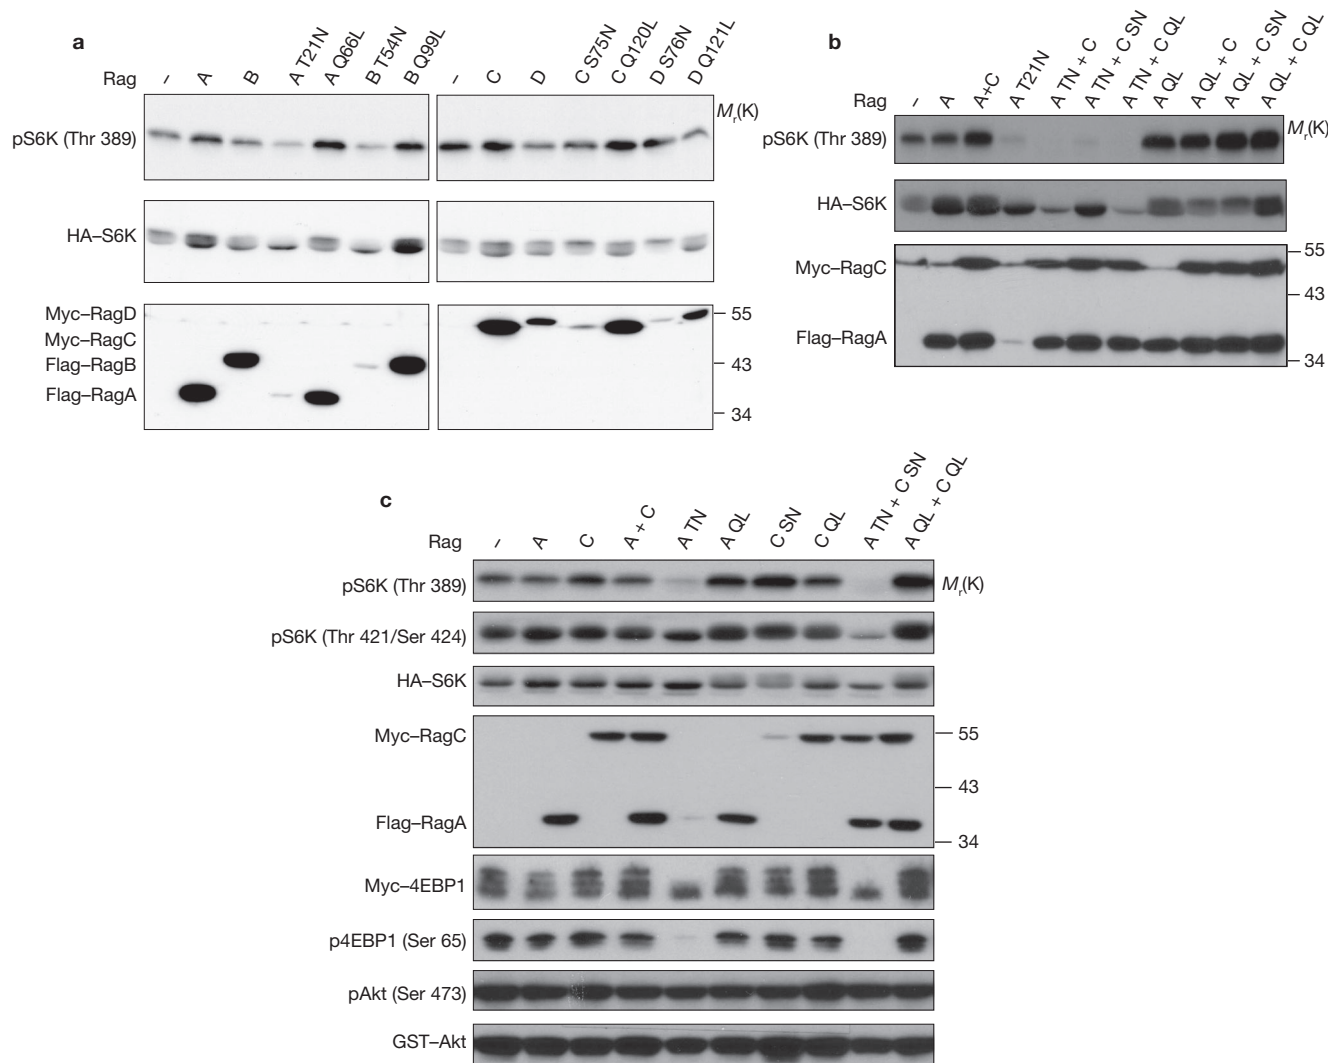 a
Rag – A B A T21N A Q66L B T54N B Q99L – C D C S75N C Q120L D S76N D Q121L
Mr(K)
pS6K (Thr 389)
HA–S6K
Myc–RagD
Myc–RagC
Flag–RagB
Flag–RagA
55
43
34
b
Rag – A A+C A T21N A TN + C A TN + C SN A TN + C QL A QL A QL + C A QL + C SN A QL + C QL
Mr(K)
pS6K (Thr 389)
HA–S6K
Myc–RagC
Flag–RagA
55
43
34
c
Rag – A C A + C A TN A QL C SN C QL A TN + C SN A QL + C QL
pS6K (Thr 389)
Mr(K)
pS6K (Thr 421/Ser 424)
HA–S6K
Myc–RagC
55
43
Flag–RagA
34
Myc–4EBP1
p4EBP1 (Ser 65)
pAkt (Ser 473)
GST–Akt